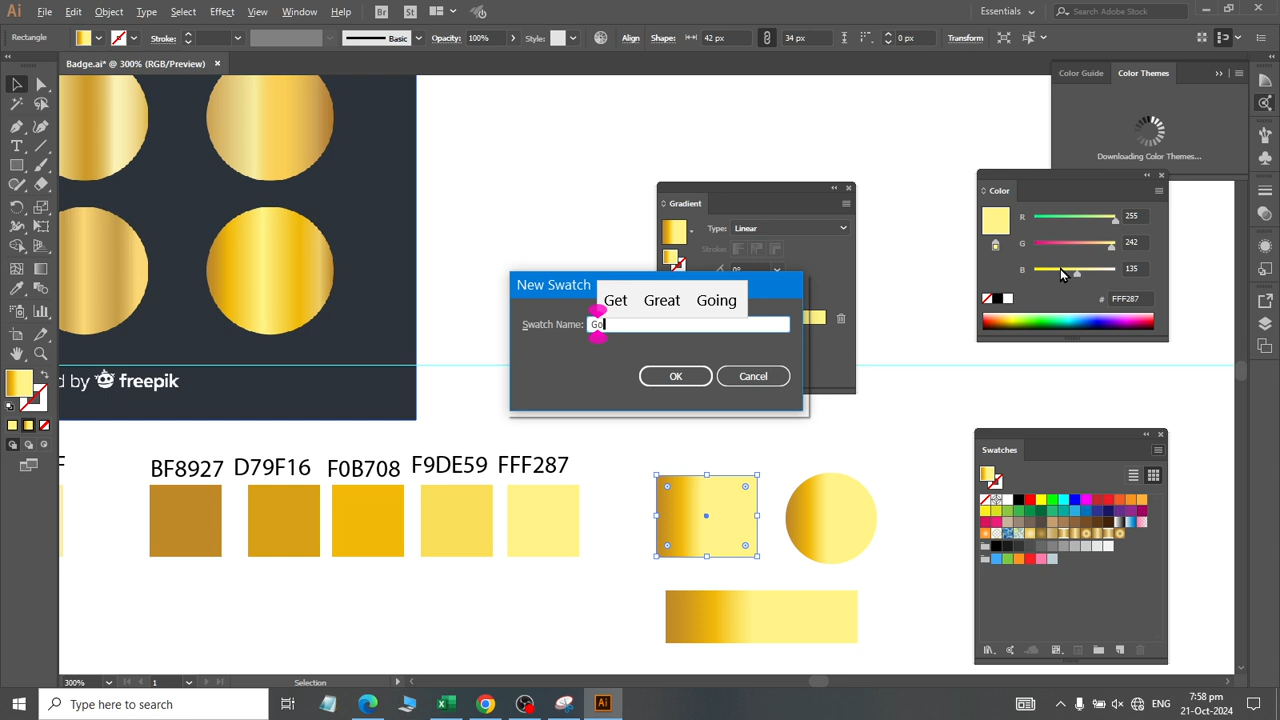 Ai File Edit Object Type Select Effect View Window Help Br St Essentials Search Adobe Stock
Rectangle Stroke: Basic Opacity: 100% Style: Align Shape: 42 px 34 px 0 px Transform
Badge.ai* @ 300% (RGB/Preview) ×
Color Guide Color Themes
Downloading Color Themes...
Gradient
Type: Linear
Stroke:
0°
Color
R 255
G 242
B 135
# FFF287
New Swatch
Get Great Going
Swatch Name: Go
OK Cancel
d by freepik
F BF8927 D79F16 F0B708 F9DE59 FFF287
Swatches
300% 1 Selection
Type here to search
ENG 7:58 pm
21-Oct-2024